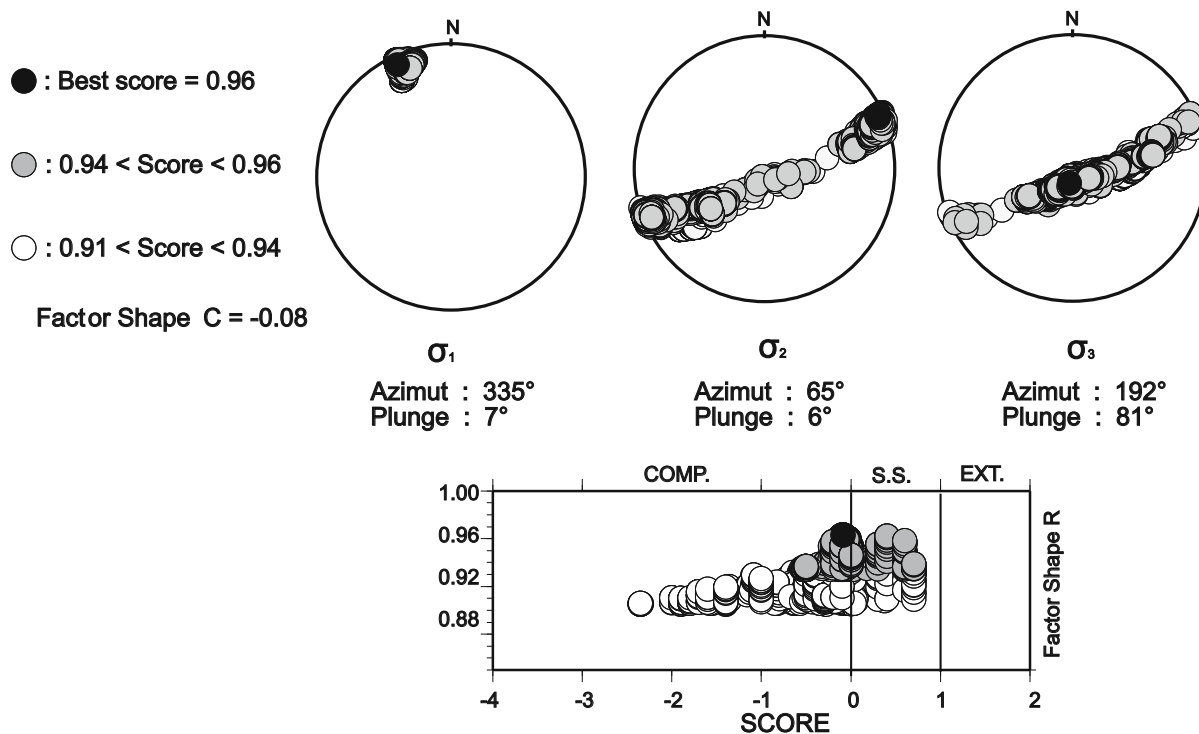 N
N
N
: Best score = 0.96
: 0.94 < Score < 0.96
: 0.91 < Score < 0.94
Factor Shape C = -0.08
σ1
Azimut : 335°
Plunge : 7°
σ2
Azimut : 65°
Plunge : 6°
σ3
Azimut : 192°
Plunge : 81°
COMP. S.S. EXT.
1.00
0.96
0.92
0.88
Factor Shape R
-4 -3 -2 -1 0 1 2
SCORE